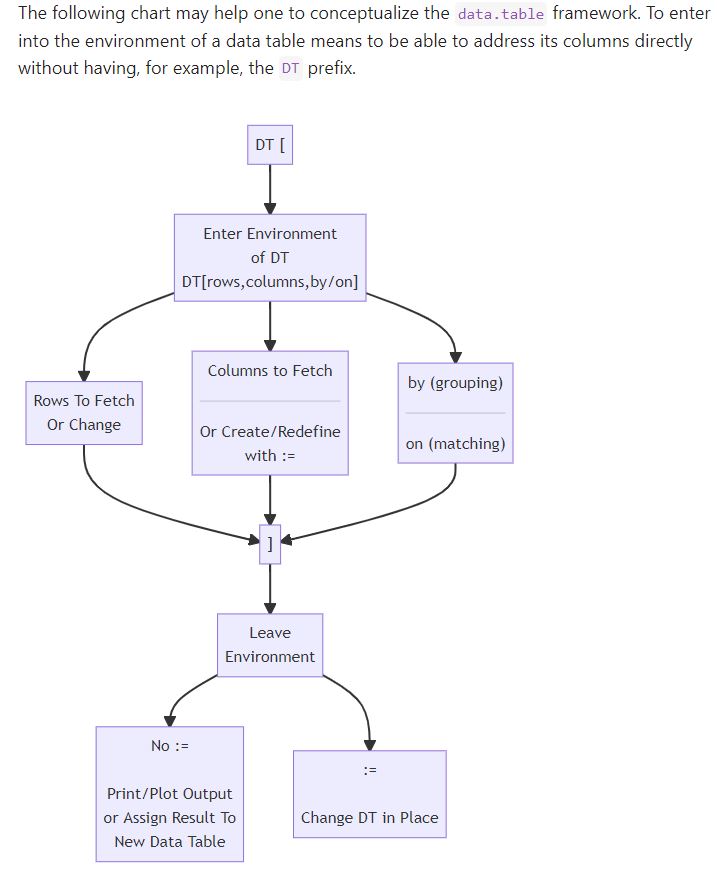 The following chart may help one to conceptualize the data.table framework. To enter
into the environment of a data table means to be able to address its columns directly
without having, for example, the DT prefix.
DT [
Enter Environment
of DT
DT[rows,columns,by/on]
Rows To Fetch
Or Change
Columns to Fetch
Or Create/Redefine
with :=
by (grouping)
on (matching)
]
Leave
Environment
No :=
Print/Plot Output
or Assign Result To
New Data Table
:=
Change DT in Place